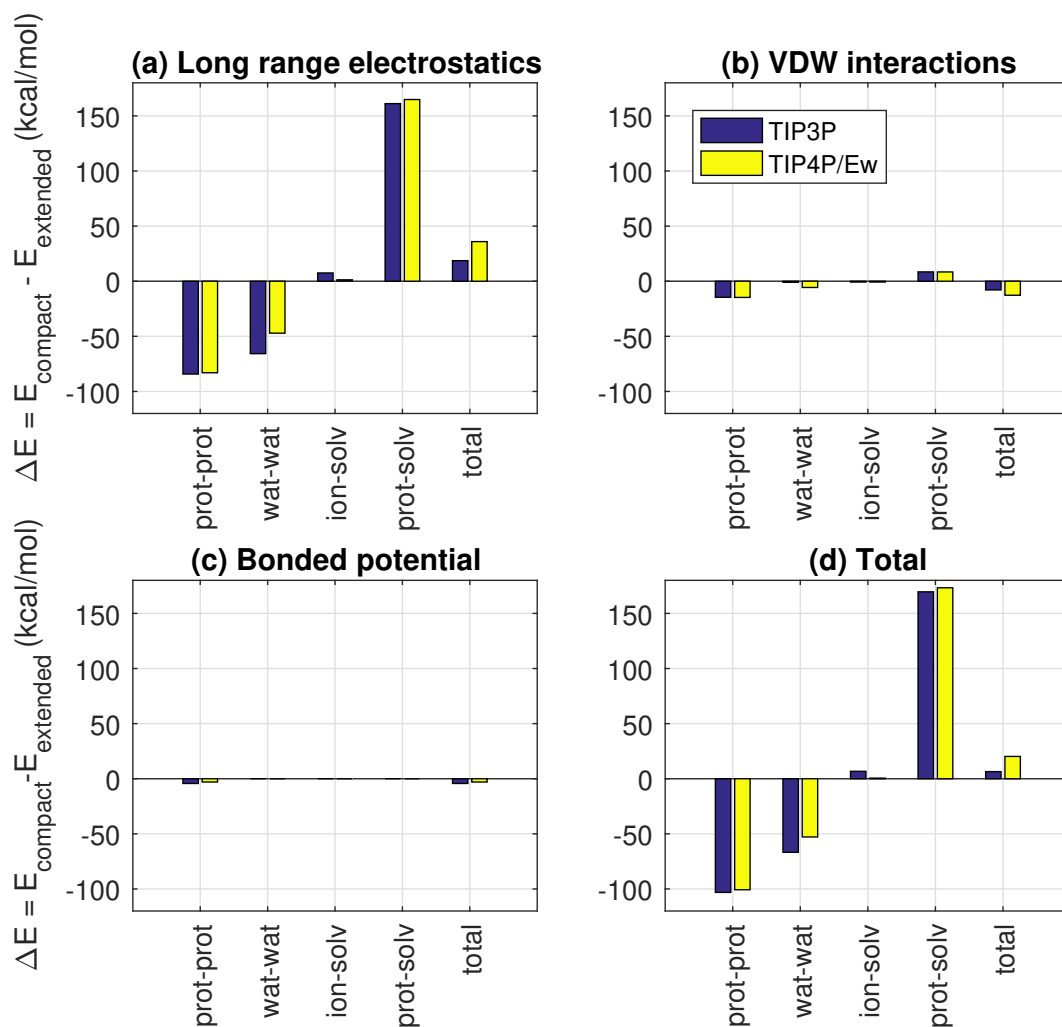 (a) Long range electrostatics
ΔE = E_compact - E_extended (kcal/mol)
150
100
50
0
-50
-100
prot-prot
wat-wat
ion-solv
prot-solv
total
(b) VDW interactions
TIP3P
TIP4P/Ew
150
100
50
0
-50
-100
prot-prot
wat-wat
ion-solv
prot-solv
total
(c) Bonded potential
ΔE = E_compact-E_extended (kcal/mol)
150
100
50
0
-50
-100
prot-prot
wat-wat
ion-solv
prot-solv
total
(d) Total
150
100
50
0
-50
-100
prot-prot
wat-wat
ion-solv
prot-solv
total